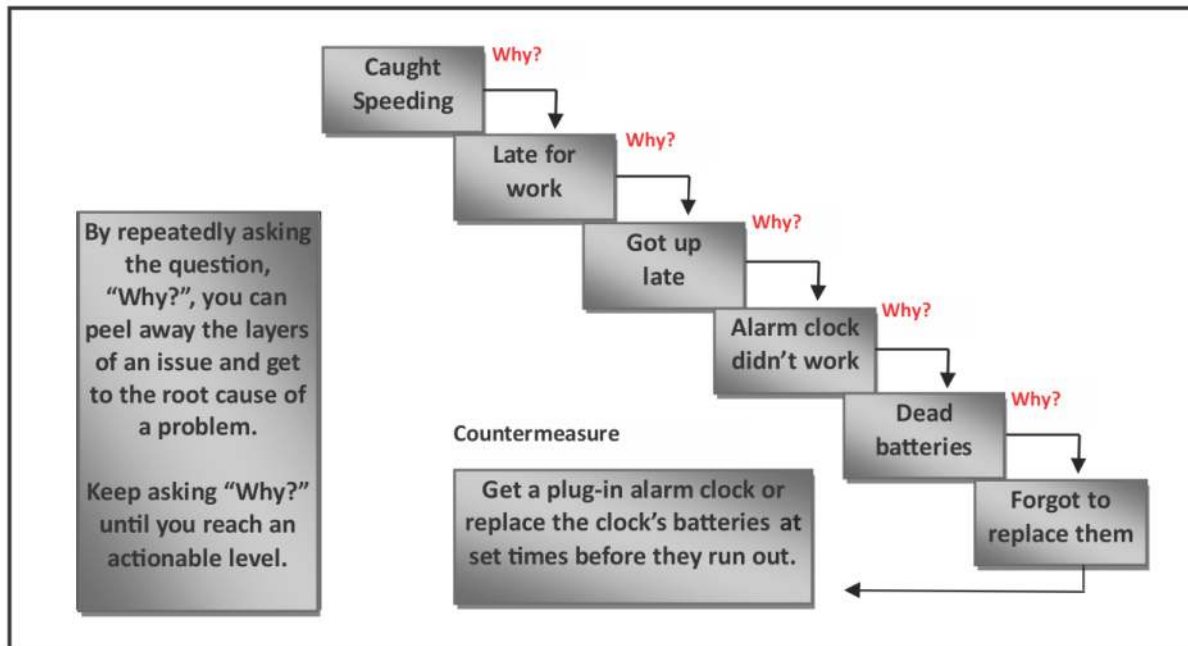 Caught
Speeding
Why?
Late for
work
Why?
Got up
late
Why?
Alarm clock
didn’t work
Why?
Dead
batteries
Why?
Forgot to
replace them
By repeatedly asking
the question,
“Why?”, you can
peel away the layers
of an issue and get
to the root cause of
a problem.
Keep asking “Why?”
until you reach an
actionable level.
Countermeasure
Get a plug-in alarm clock or
replace the clock’s batteries at
set times before they run out.